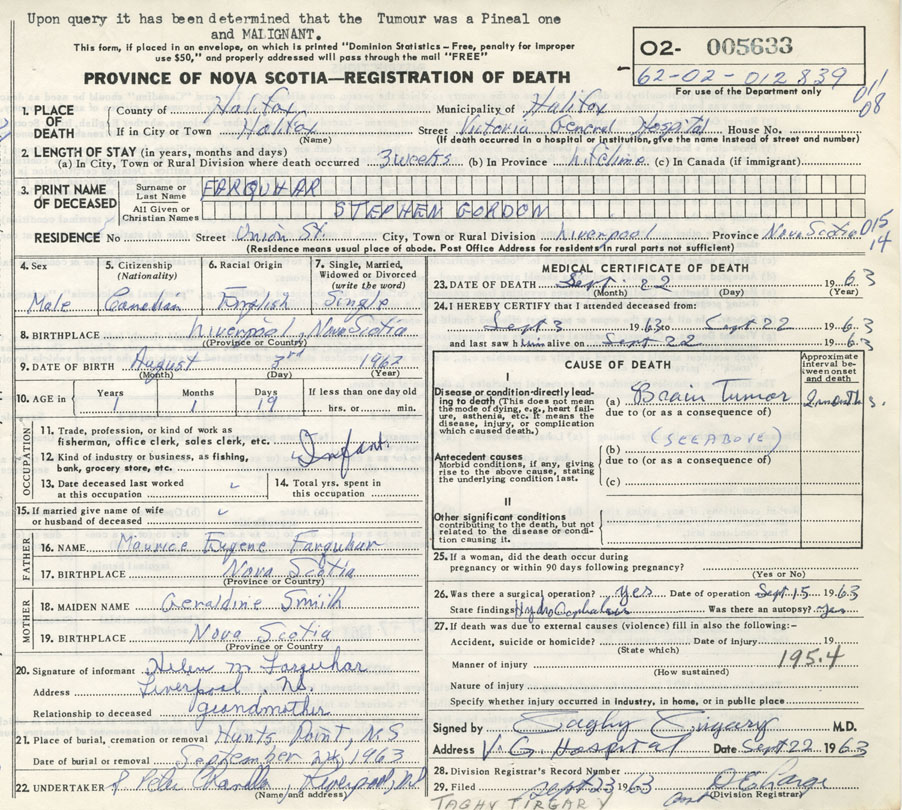 Upon query it has been determined that the Tumour was a Pineal one
and MALIGNANT.
This form, if placed in an envelope, on which is printed "Dominion Statistics – Free, penalty for improper
use $50," and properly addressed will pass through the mail "FREE"
02- 005633
62-02-012839
For use of the Department only
PROVINCE OF NOVA SCOTIA—REGISTRATION OF DEATH
1. PLACE OF DEATH
County of Halifax Municipality of Halifax
011
08
If in City or Town Halifax Street Victoria General Hospital House No.
(Name) (If death occurred in a hospital or institution, give the name instead of street and number)
2. LENGTH OF STAY (in years, months and days)
(a) In City, Town or Rural Division where death occurred 3 weeks (b) In Province lifetime (c) In Canada (if immigrant)
3. PRINT NAME OF DECEASED
Surname or Last Name FARQUHAR
All Given or Christian Names STEPHEN GORDON
RESIDENCE No Street Union St. City, Town or Rural Division Liverpool Province Nova Scotia
015
14
(Residence means usual place of abode. Post Office Address for residents in rural parts not sufficient)
4. Sex Male
5. Citizenship (Nationality) Canadian
6. Racial Origin English
7. Single, Married, Widowed or Divorced (write the word) Single
8. BIRTHPLACE Liverpool, Nova Scotia
(Province or Country)
9. DATE OF BIRTH August 3rd 1962
(Month) (Day) (Year)
10. AGE in Years 1 Months 1 Days 19 If less than one day old hrs. or min.
OCCUPATION
11. Trade, profession or kind of work as fisherman, office clerk, sales clerk, etc. Infant.
12. Kind of industry or business, as fishing, bank, grocery store, etc.
13. Date deceased last worked at this occupation
14. Total yrs. spent in this occupation
15. If married give name of wife or husband of deceased
FATHER
16. NAME Maurice Eugene Farquhar
17. BIRTHPLACE Nova Scotia
(Province or Country)
MOTHER
18. MAIDEN NAME Geraldine Smith
19. BIRTHPLACE Nova Scotia
(Province or Country
20. Signature of informant Helen M. Farquhar
Address Liverpool, NS.
Relationship to deceased grandmother
21. Place of burial, cremation or removal Hunts Point, N.S
Date of burial or removal September 24, 1963
22. UNDERTAKER Liverpool, N.S
(Name and address)
MEDICAL CERTIFICATE OF DEATH
23. DATE OF DEATH Sept. 22 1963
(Month) (Day) (Year)
24. I HEREBY CERTIFY that I attended deceased from:
Sept 3 1963 to Sept 22 1963
and last saw him alive on Sept 22 1963
CAUSE OF DEATH
Approximate interval between onset and death
I
Disease or condition directly leading to death (This does not mean the mode of dying, e.g., heart failure, asthenia, etc. It means the disease, injury, or complication which caused death.)
(a) Brain Tumor 2 months.
due to (or as a consequence of)
(SEE ABOVE)
Antecedent causes
Morbid conditions, if any, giving rise to the above cause, stating the underlying condition last.
(b)
due to (or as a consequence of)
(c)
II
Other significant conditions
contributing to the death, but not related to the disease or condition causing it.
25. If a woman, did the death occur during pregnancy or within 90 days following pregnancy?
(Yes or No)
26. Was there a surgical operation? yes Date of operation Sept. 15 1963
State findings Hydrocephalus Was there an autopsy? yes
27. If death was due to external causes (violence) fill in also the following:–
Accident, suicide or homicide? Date of injury 19
(State which)
Manner of injury 195.4
(How sustained)
Nature of injury
Specify whether injury occurred in industry, in home, or in public place
Signed by Taghy Tirgary M.D.
Address V. G. Hospital Date Sept 22 1963
28. Division Registrar's Record Number
29. Filed Sept 23 1963
(Division Registrar)
TAGHY TIRGARY